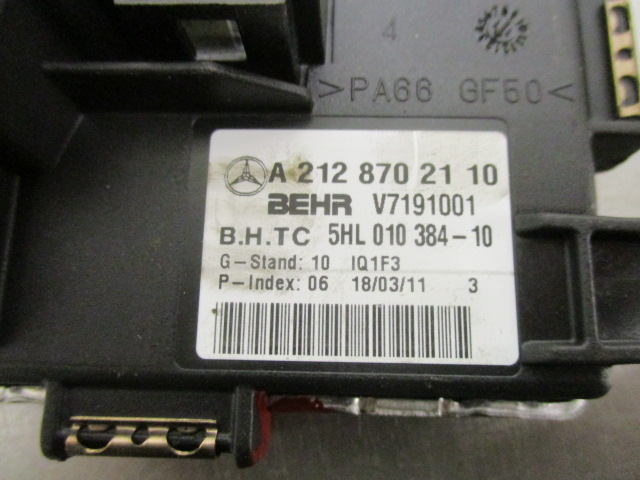 4
>PA66 GF50<
A 212 870 21 10
BEHR V7191001
B.H.TC 5HL 010 384-10
G-Stand: 10 IQ1F3
P-Index: 06 18/03/11 3